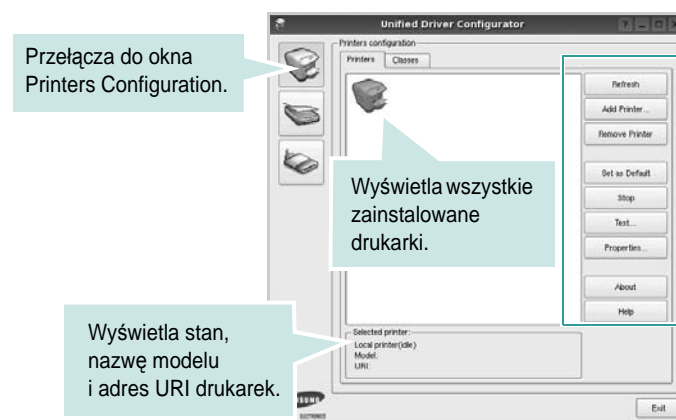 Unified Driver Configurator
Przełącza do okna
Printers Configuration.
Printers configuration
Printers Classes
Refresh
Add Printer...
Remove Printer
Set as Default
Stop
Test...
Properties...
About
Help
Wyświetla wszystkie
zainstalowane
drukarki.
Wyświetla stan,
nazwę modelu
i adres URI drukarek.
Selected printer:
Local printer(idle)
Model:
URI:
ELECTRONICS
Exit